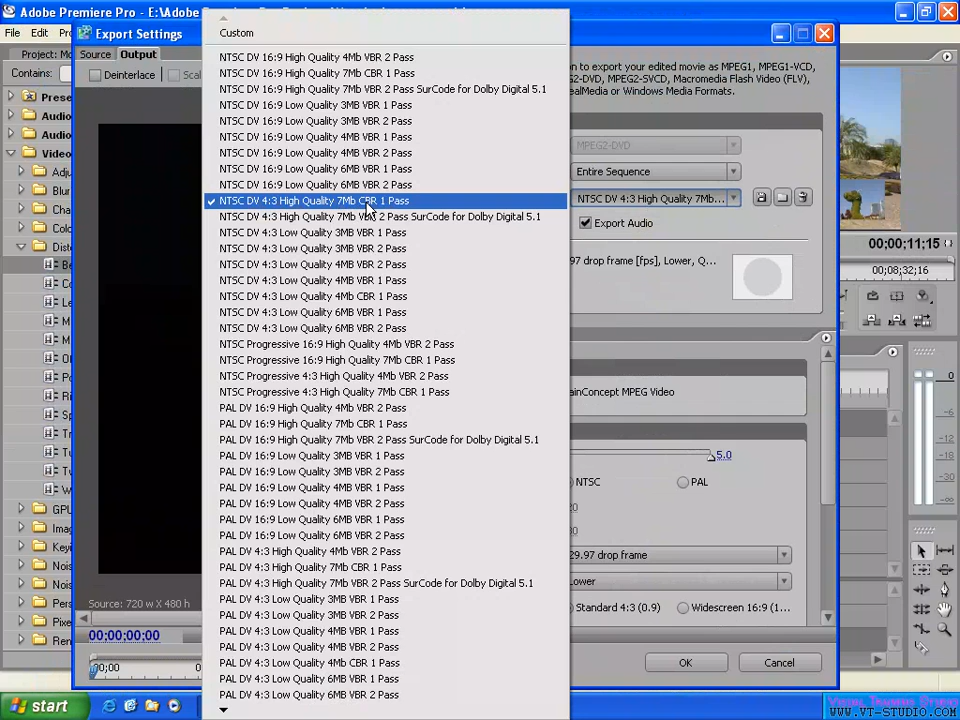 Adobe Premiere Pro - E:\Adobe
File
Edit
Export Settings
Source
Output
Deinterlace
Contains:
Audio
Audio
Video
Custom
NTSC DV 16:9 High Quality 4Mb VBR 2 Pass
NTSC DV 16:9 High Quality 7Mb CBR 1 Pass
NTSC DV 16:9 High Quality 7Mb VBR 2 Pass SurCode for Dolby Digital 5.1
NTSC DV 16:9 Low Quality 3MB VBR 1 Pass
NTSC DV 16:9 Low Quality 3MB VBR 2 Pass
NTSC DV 16:9 Low Quality 4MB VBR 1 Pass
NTSC DV 16:9 Low Quality 4MB VBR 2 Pass
NTSC DV 16:9 Low Quality 6MB VBR 1 Pass
NTSC DV 16:9 Low Quality 6MB VBR 2 Pass
NTSC DV 4:3 High Quality 7Mb CBR 1 Pass
NTSC DV 4:3 High Quality 7Mb VBR 2 Pass SurCode for Dolby Digital 5.1
NTSC DV 4:3 Low Quality 3MB VBR 1 Pass
NTSC DV 4:3 Low Quality 3MB VBR 2 Pass
NTSC DV 4:3 Low Quality 4MB VBR 2 Pass
NTSC DV 4:3 Low Quality 4MB VBR 1 Pass
NTSC DV 4:3 Low Quality 4Mb CBR 1 Pass
NTSC DV 4:3 Low Quality 6MB VBR 1 Pass
NTSC DV 4:3 Low Quality 6MB VBR 2 Pass
NTSC Progressive 16:9 High Quality 4Mb VBR 2 Pass
NTSC Progressive 16:9 High Quality 7Mb CBR 1 Pass
NTSC Progressive 4:3 High Quality 4Mb VBR 2 Pass
NTSC Progressive 4:3 High Quality 7Mb CBR 1 Pass
PAL DV 16:9 High Quality 4Mb VBR 2 Pass
PAL DV 16:9 High Quality 7Mb CBR 1 Pass
PAL DV 16:9 High Quality 7Mb VBR 2 Pass SurCode for Dolby Digital 5.1
PAL DV 16:9 Low Quality 3MB VBR 1 Pass
PAL DV 16:9 Low Quality 3MB VBR 2 Pass
PAL DV 16:9 Low Quality 4MB VBR 1 Pass
PAL DV 16:9 Low Quality 4MB VBR 2 Pass
PAL DV 16:9 Low Quality 6MB VBR 1 Pass
PAL DV 16:9 Low Quality 6MB VBR 2 Pass
PAL DV 4:3 High Quality 4Mb VBR 2 Pass
PAL DV 4:3 High Quality 7Mb CBR 1 Pass
PAL DV 4:3 High Quality 7Mb VBR 2 Pass SurCode for Dolby Digital 5.1
PAL DV 4:3 Low Quality 3MB VBR 1 Pass
PAL DV 4:3 Low Quality 3MB VBR 2 Pass
PAL DV 4:3 Low Quality 4MB VBR 1 Pass
PAL DV 4:3 Low Quality 4MB VBR 2 Pass
PAL DV 4:3 Low Quality 4Mb CBR 1 Pass
PAL DV 4:3 Low Quality 6MB VBR 1 Pass
PAL DV 4:3 Low Quality 6MB VBR 2 Pass
to export your edited movie as MPEG1, MPEG1-VCD,
-DVD, MPEG2-SVCD, Macromedia Flash Video (FLV),
RealMedia or Windows Media Formats.
MPEG2-DVD
Entire Sequence
NTSC DV 4:3 High Quality 7Mb...
Export Audio
97 drop frame [fps], Lower, Q...
ainConcept MPEG Video
5.0
NTSC
PAL
29.97 drop frame
Lower
Standard 4:3 (0.9)
Widescreen 16:9 (1...
OK
Cancel
Source: 720 w X 480 h
00;00;00;00
00;00
00;00;11;15
00;08;32;16
0
-6
-12
-18
start
Visual Training Studio
www.VT-STUDIO.com